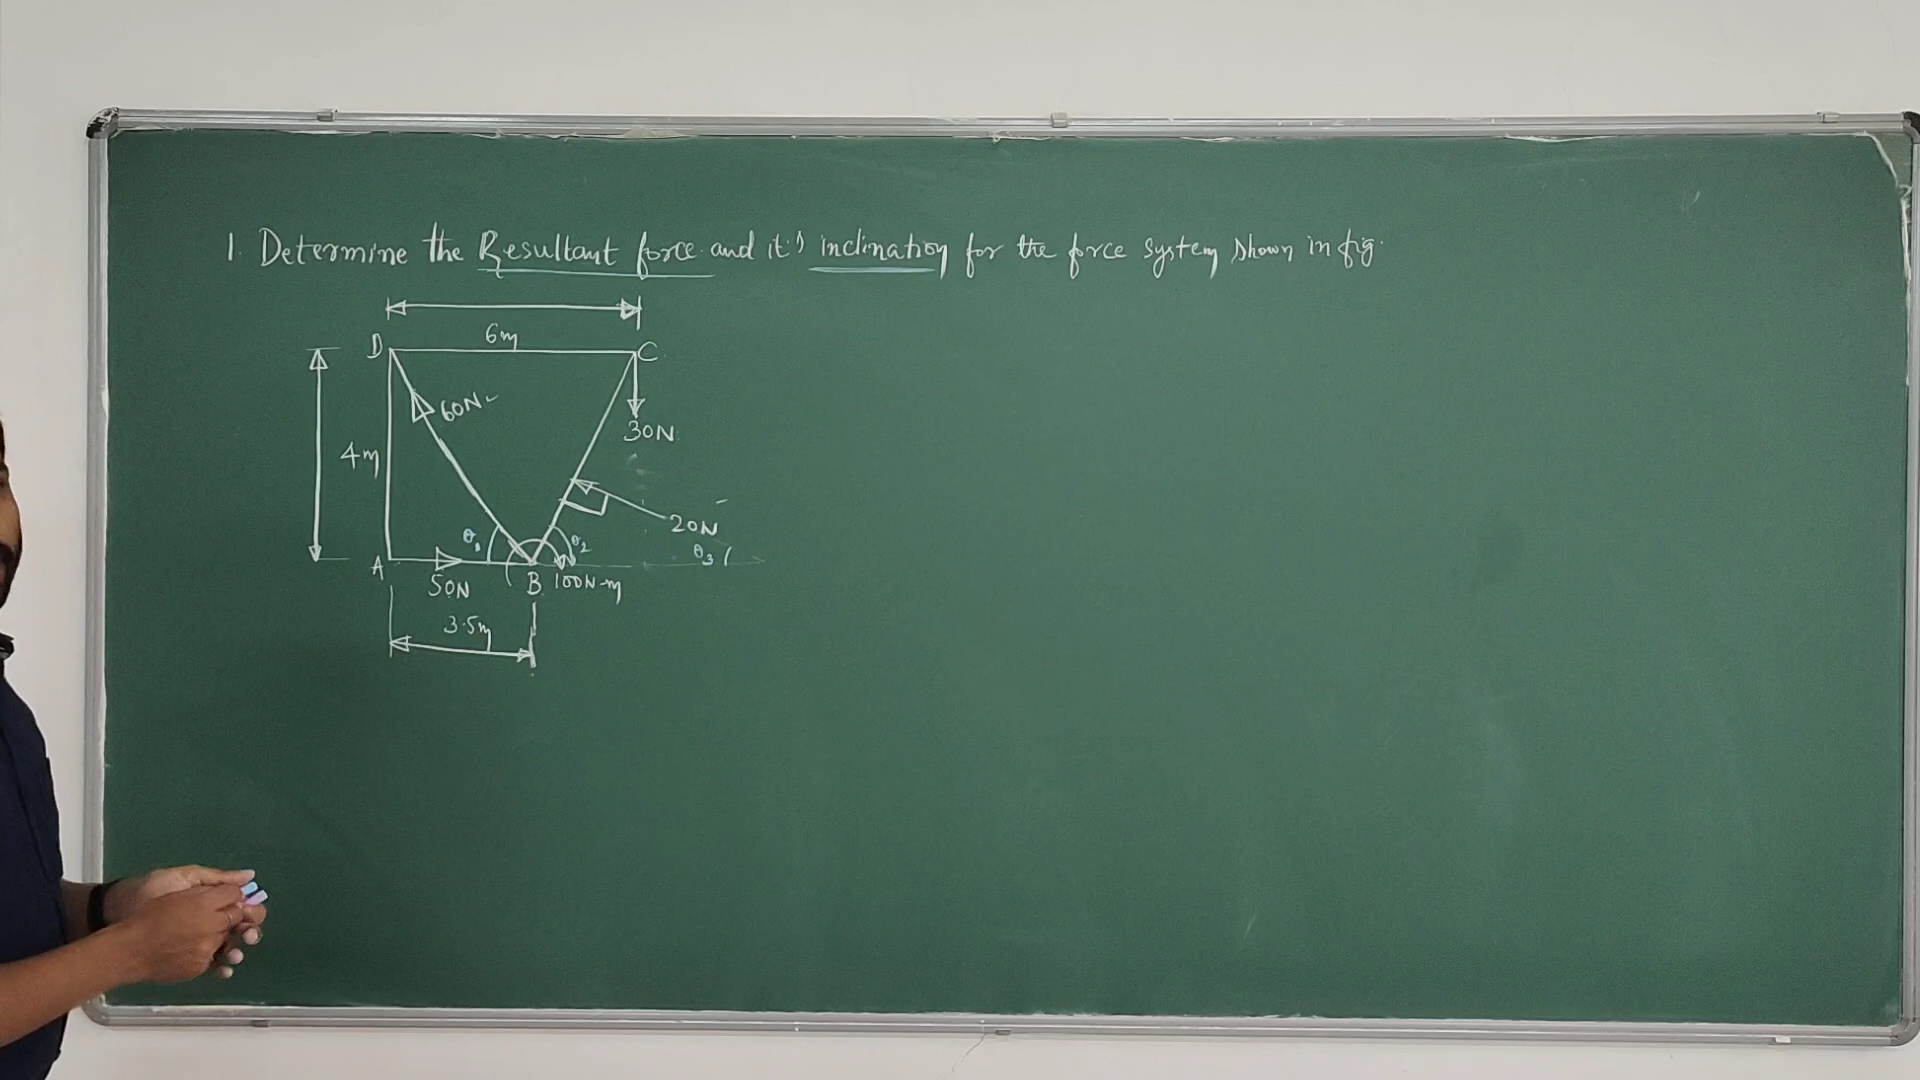 1. Determine the Resultant force and it's inclination for the force system shown in fig.
6m
D
C
60N
30N
4m
20N
θ1
θ2
θ3
A
50N
B
100N-m
3.5m